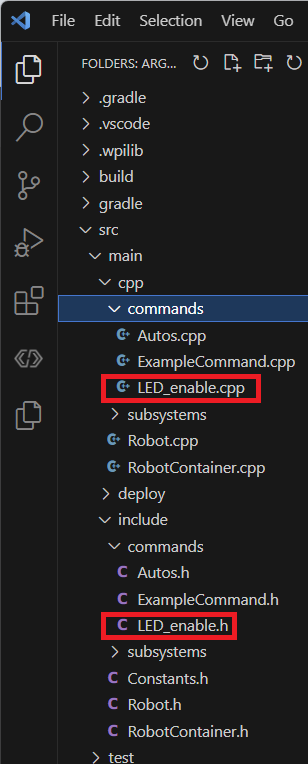 File Edit Selection View Go
FOLDERS: ARG...
.gradle
.vscode
.wpilib
build
gradle
src
main
cpp
commands
Autos.cpp
ExampleCommand.cpp
LED_enable.cpp
subsystems
Robot.cpp
RobotContainer.cpp
deploy
include
commands
Autos.h
ExampleCommand.h
LED_enable.h
subsystems
Constants.h
Robot.h
RobotContainer.h
test